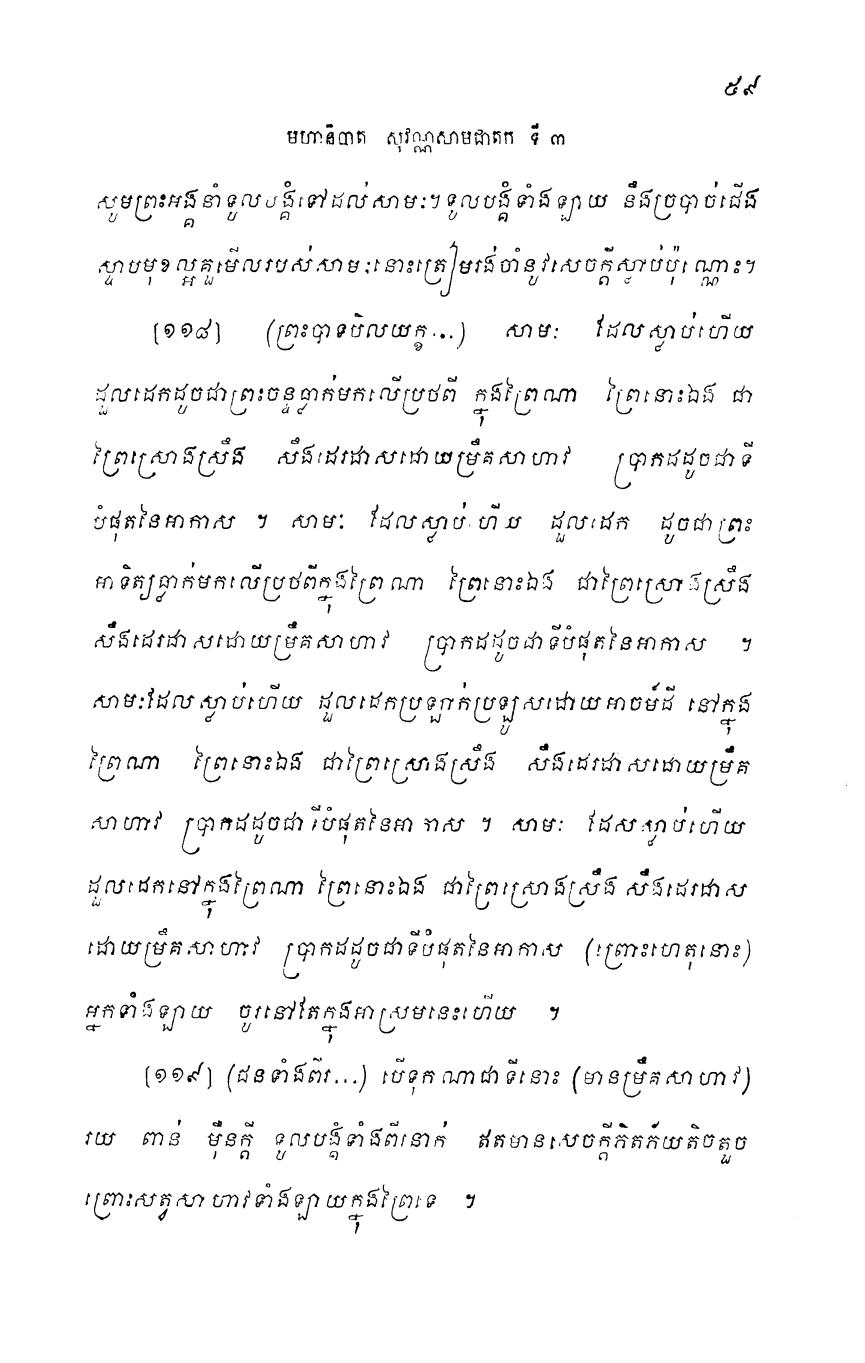 ៥៩
មហានិបាត សុវណ្ណសាមជាតក ទី ៣
សូមព្រះអង្គនាំទូលបង្គំទៅដល់សាមៈ។ ទូលបង្គំទាំងឡាយ នឹងច្របាច់ជើង
ស្ទាបមុខល្អគួរមើលរបស់សាមៈនោះត្រៀមរង់ចាំនូវសេចក្តីស្លាប់ប៉ុណ្ណោះ។
[១១៨] (ព្រះបាទបិលយក្ខ...) សាមៈ ដែលស្លាប់ហើយ
ដួលដេកដូចជាព្រះចន្ទធ្លាក់មកលើប្រថពី ក្នុងព្រៃណា ព្រៃនោះឯង ជា
ព្រៃស្រោងស្រឹង សឹងដេរដាសដោយម្រឹគសាហាវ ប្រាកដដូចជាទី
បំផុតនៃអាកាស ។ សាមៈ ដែលស្លាប់ហើយ ដួលដេក ដូចជាព្រះ
អាទិត្យធ្លាក់មកលើប្រថពីក្នុងព្រៃណា ព្រៃនោះឯង ជាព្រៃស្រោងស្រឹង
សឹងដេរដាសដោយម្រឹគសាហាវ ប្រាកដដូចជាទីបំផុតនៃអាកាស ។
សាមៈដែលស្លាប់ហើយ ដួលដេកប្រឡាក់ប្រឡូសដោយអាចម៍ដី នៅក្នុង
ព្រៃណា ព្រៃនោះឯង ជាព្រៃស្រោងស្រឹង សឹងដេរដាសដោយម្រឹគ
សាហាវ ប្រាកដដូចជាទីបំផុតនៃអាកាស ។ សាមៈ ដែលស្លាប់ហើយ
ដួលដេកនៅក្នុងព្រៃណា ព្រៃនោះឯង ជាព្រៃស្រោងស្រឹង សឹងដេរដាស
ដោយម្រឹគសាហាវ ប្រាកដដូចជាទីបំផុតនៃអាកាស (ព្រោះហេតុនោះ)
អ្នកទាំងឡាយ ចូរនៅតែក្នុងអាស្រមនេះហើយ ។
[១១៩] (ជនទាំងពីរ...) បើទុកណាជាទីនោះ (មានម្រឹគសាហាវ)
រយ ពាន់ ម៉ឺនក្តី ទូលបង្គំទាំងពីរនាក់ ឥតមានសេចក្តីភិតភ័យតិចតួច
ព្រោះសត្វសាហាវទាំងឡាយក្នុងព្រៃទេ ។